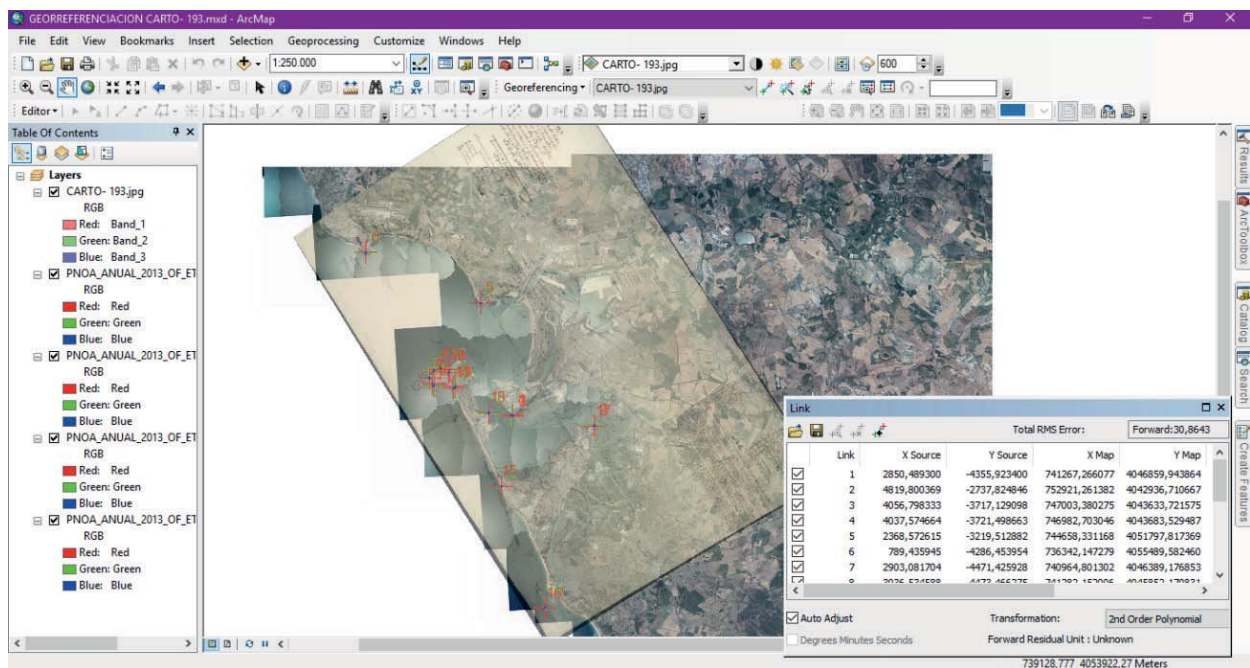 GEORREFERENCIACION CARTO- 193.mxd - ArcMap
File Edit View Bookmarks Insert Selection Geoprocessing Customize Windows Help
1:250.000
CARTO- 193.jpg
600
Georeferencing
CARTO- 193.jpg
Editor
Table Of Contents
Layers
CARTO- 193.jpg
RGB
Red: Band_1
Green: Band_2
Blue: Band_3
PNOA_ANUAL_2013_OF_ET
RGB
Red: Red
Green: Green
Blue: Blue
PNOA_ANUAL_2013_OF_ET
RGB
Red: Red
Green: Green
Blue: Blue
PNOA_ANUAL_2013_OF_ET
RGB
Red: Red
Green: Green
Blue: Blue
PNOA_ANUAL_2013_OF_ET
RGB
Red: Red
Green: Green
Blue: Blue
5
18
4
17
15
16
Results
ArcToolbox
Catalog
Search
Create Features
Link
Total RMS Error: Forward:30,8643
Link X Source Y Source X Map Y Map
1 2850,489300 -4355,923400 741267,266077 4046859,943864
2 4819,800369 -2737,824846 752921,261382 4042936,710667
3 4056,798333 -3717,129098 747003,380275 4043633,721575
4 4037,574664 -3721,498663 746982,703046 4043683,529487
5 2368,572615 -3219,512882 744658,331168 4051797,817369
6 789,435945 -4286,453954 736342,147279 4055489,582460
7 2903,081704 -4471,425928 740964,801302 4046389,176853
Auto Adjust
Transformation: 2nd Order Polynomial
Degrees Minutes Seconds
Forward Residual Unit : Unknown
739128,777 4053922,27 Meters